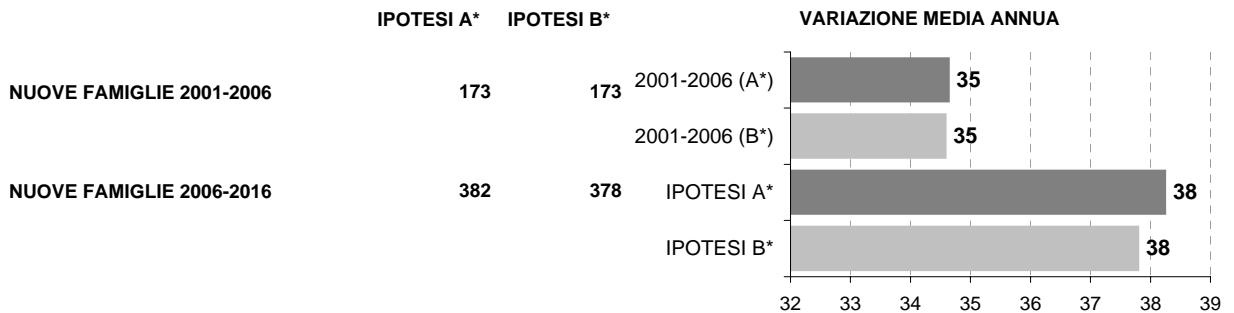 IPOTESI A* IPOTESI B* VARIAZIONE MEDIA ANNUA
NUOVE FAMIGLIE 2001-2006 173 173
2001-2006 (A*) 35
2001-2006 (B*) 35
NUOVE FAMIGLIE 2006-2016 382 378
IPOTESI A* 38
IPOTESI B* 38
32 33 34 35 36 37 38 39